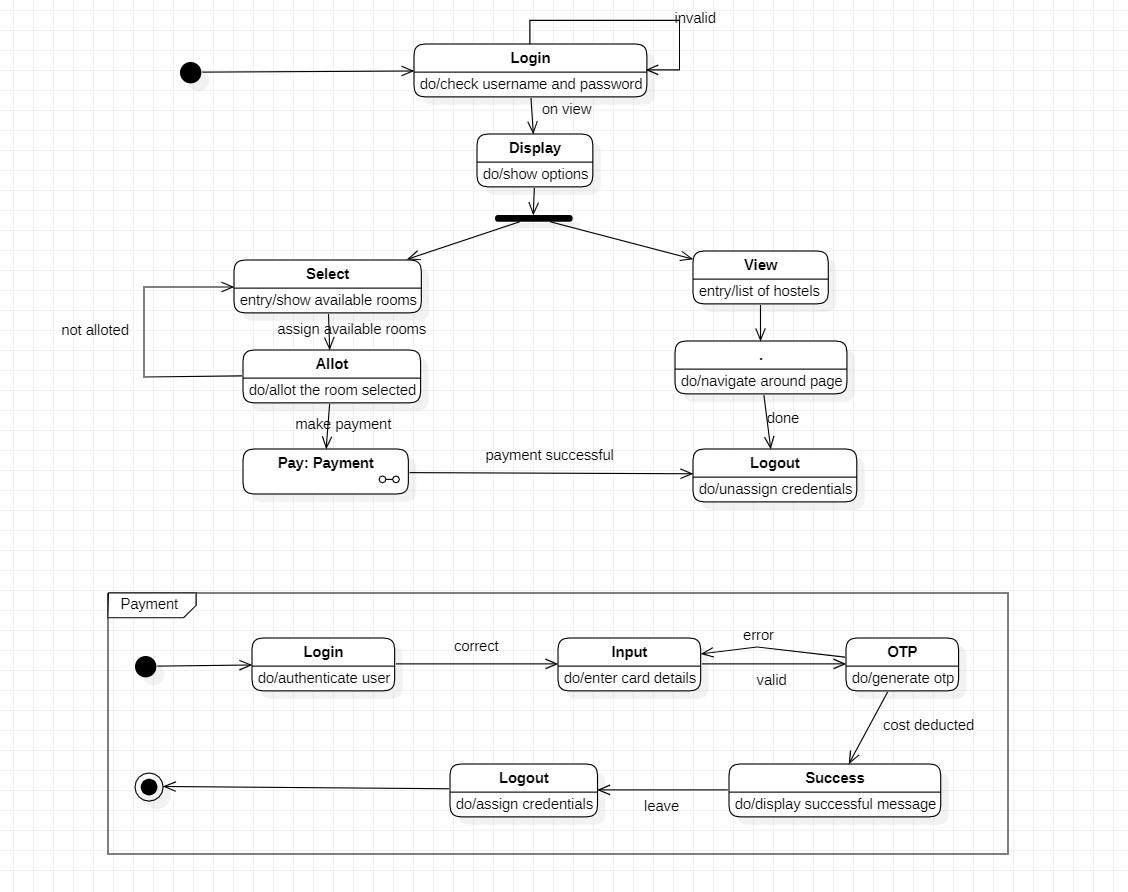 invalid
Login
do/check username and password
on view
Display
do/show options
Select
entry/show available rooms
View
entry/list of hostels
not alloted
assign available rooms
Allot
do/allot the room selected
.
do/navigate around page
make payment
done
Pay: Payment
payment successful
Logout
do/unassign credentials
Payment
Login
do/authenticate user
correct
Input
do/enter card details
error
valid
OTP
do/generate otp
cost deducted
Logout
do/assign credentials
leave
Success
do/display successful message